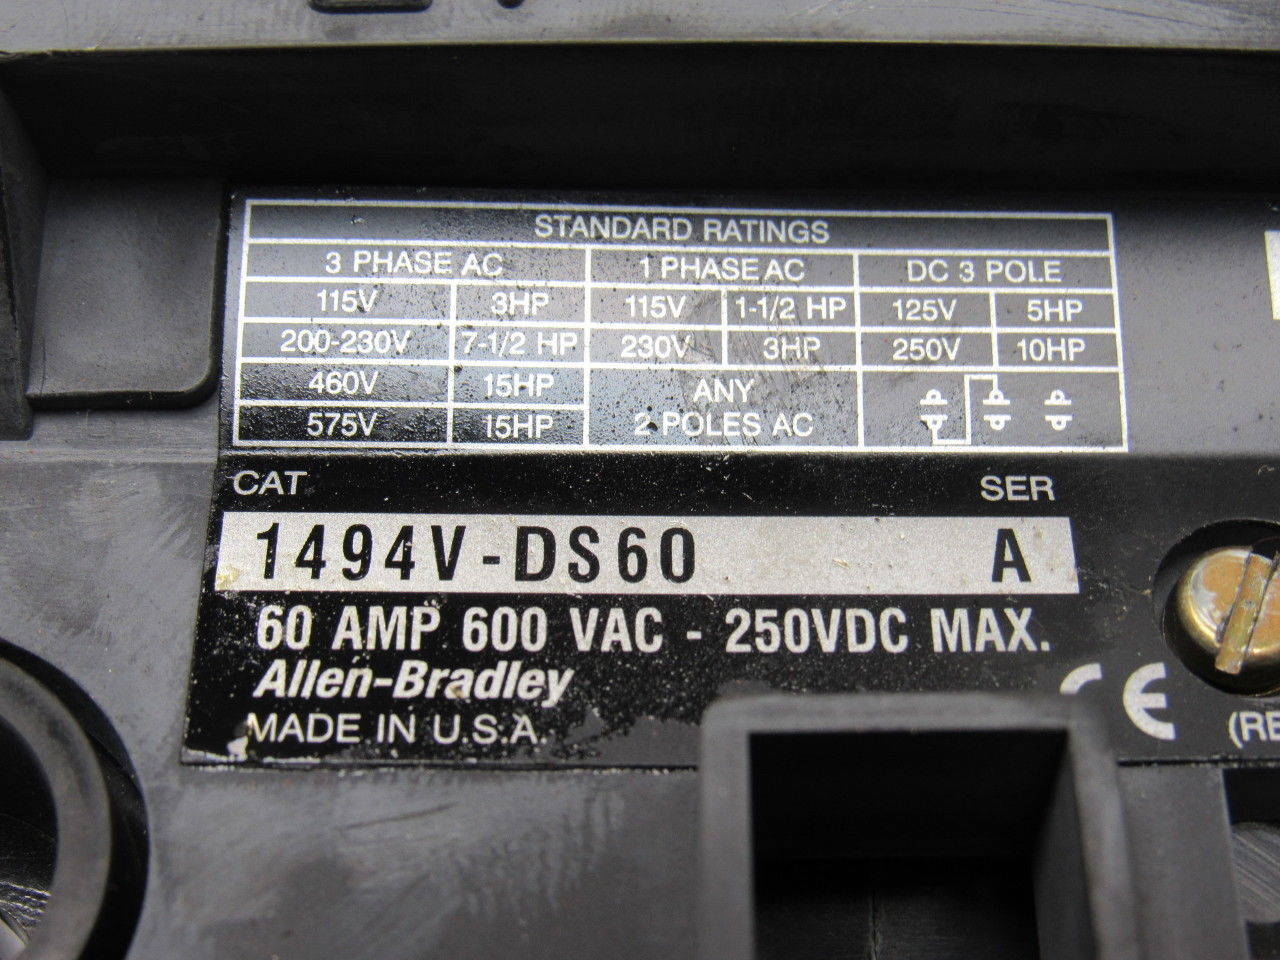 STANDARD RATINGS
3 PHASE AC 1 PHASE AC DC 3 POLE
115V 3HP 115V 1-1/2 HP 125V 5HP
200-230V 7-1/2 HP 230V 3HP 250V 10HP
460V 15HP ANY
575V 15HP 2 POLES AC
CAT SER
1494V-DS60 A
60 AMP 600 VAC - 250VDC MAX.
Allen-Bradley
MADE IN U.S.A. CE